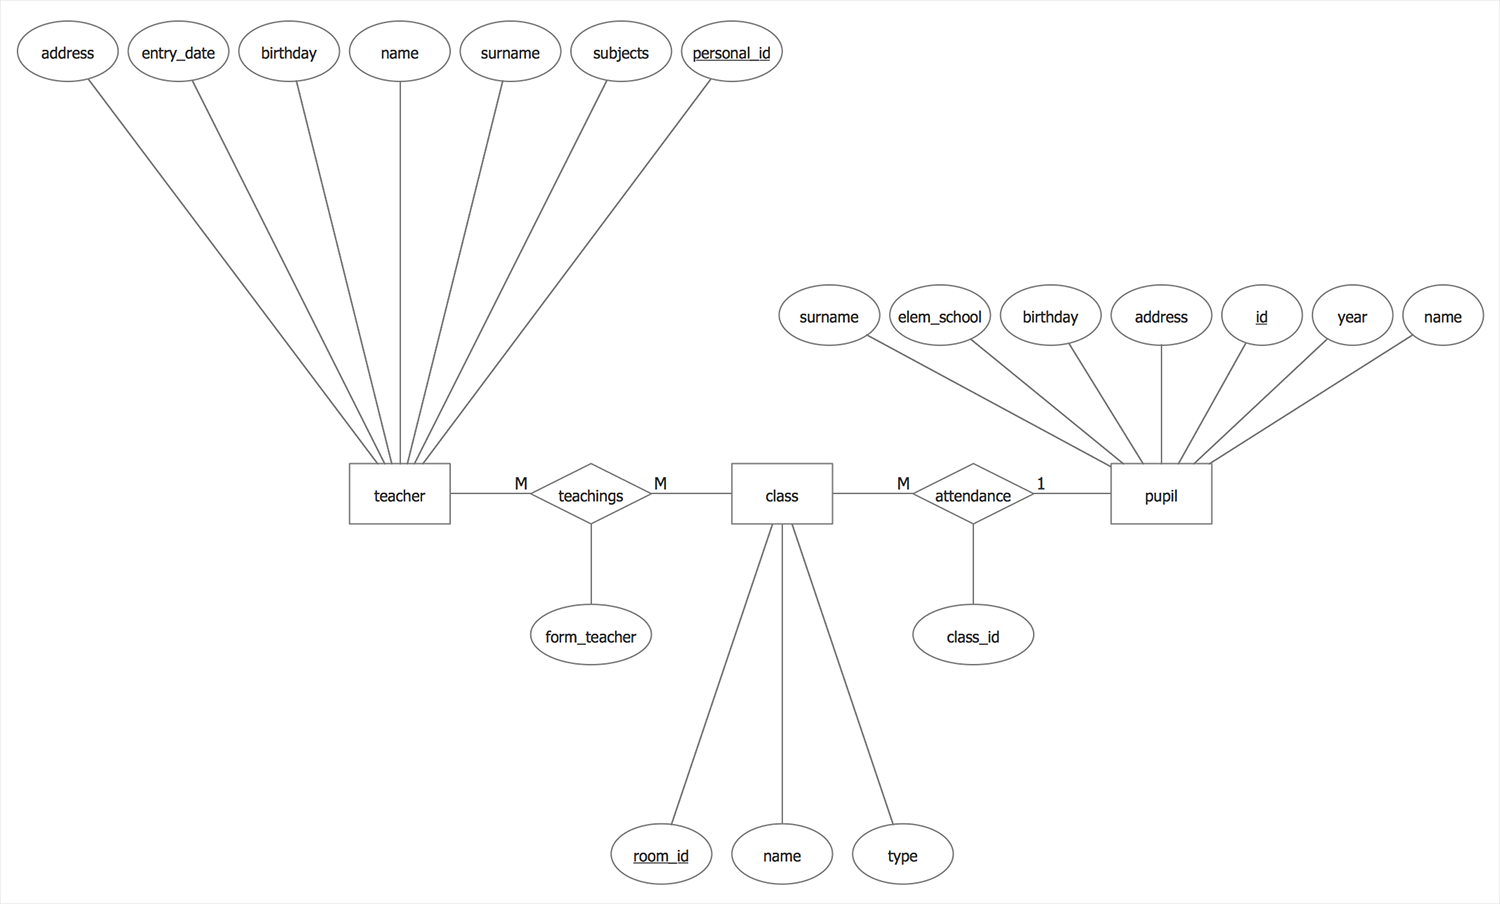 address
entry_date
birthday
name
surname
subjects
personal_id
surname
elem_school
birthday
address
id
year
name
teacher
M
teachings
M
class
M
attendance
1
pupil
form_teacher
class_id
room_id
name
type